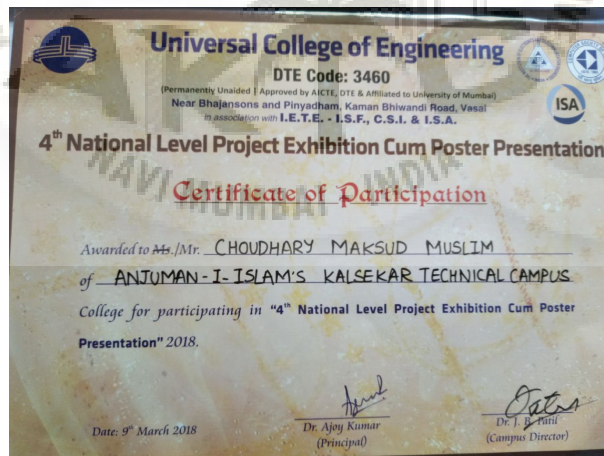 Universal College of Engineering
DTE Code: 3460
(Permanently Unaided | Approved by AICTE, DTE & Affiliated to University of Mumbai)
Near Bhajansons and Pinyadham, Kaman Bhiwandi Road, Vasai
in association with I.E.T.E. - I.S.F., C.S.I. & I.S.A.
ISA
4th National Level Project Exhibition Cum Poster Presentation
NAVI MUMBAI INDIA
Certificate of Participation
Awarded to Ms./Mr. CHOUDHARY MAKSUD MUSLIM
of ANJUMAN-I-ISLAM'S KALSEKAR TECHNICAL CAMPUS
College for participating in "4th National Level Project Exhibition Cum Poster
Presentation" 2018.
Date: 9th March 2018
Dr. Ajoy Kumar
(Principal)
Dr. J. B. Patil
(Campus Director)